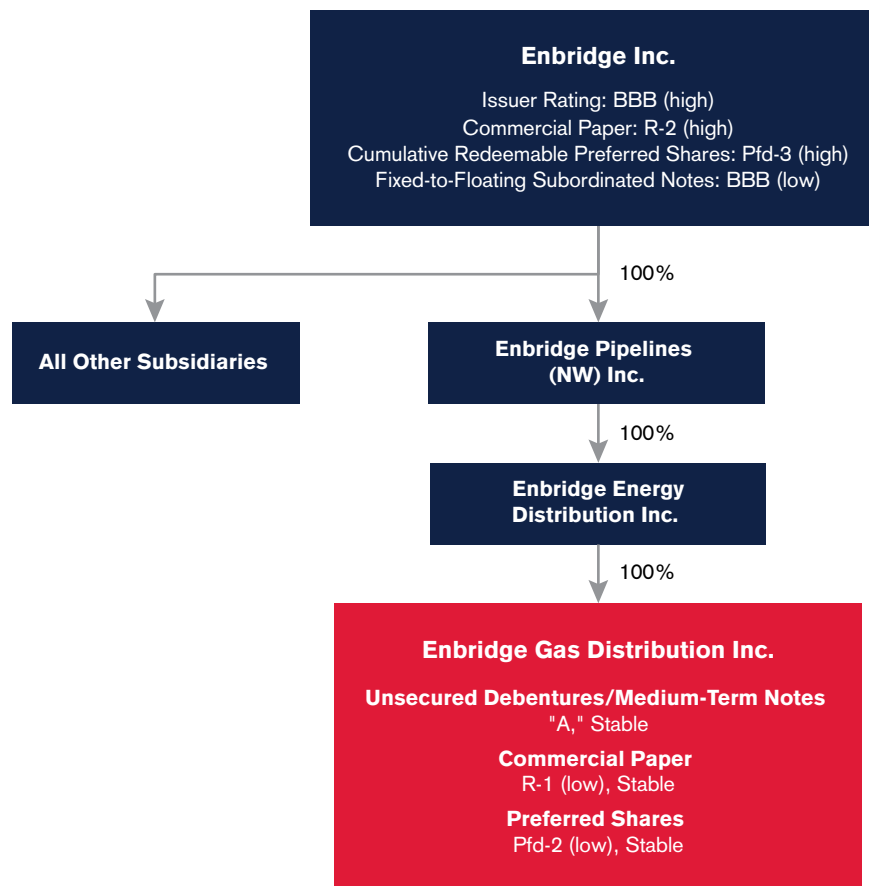 Enbridge Inc.
Issuer Rating: BBB (high)
Commercial Paper: R-2 (high)
Cumulative Redeemable Preferred Shares: Pfd-3 (high)
Fixed-to-Floating Subordinated Notes: BBB (low)
100%
All Other Subsidiaries
Enbridge Pipelines
(NW) Inc.
100%
Enbridge Energy
Distribution Inc.
100%
Enbridge Gas Distribution Inc.
Unsecured Debentures/Medium-Term Notes
"A," Stable
Commercial Paper
R-1 (low), Stable
Preferred Shares
Pfd-2 (low), Stable